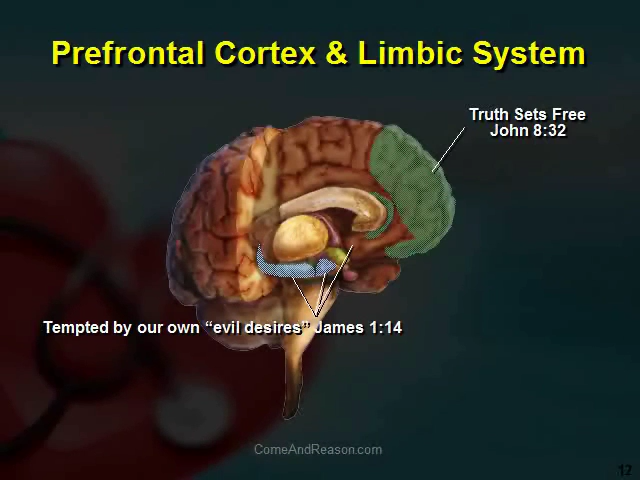 Prefrontal Cortex & Limbic System
Truth Sets Free
John 8:32
Tempted by our own “evil desires” James 1:14
ComeAndReason.com
12